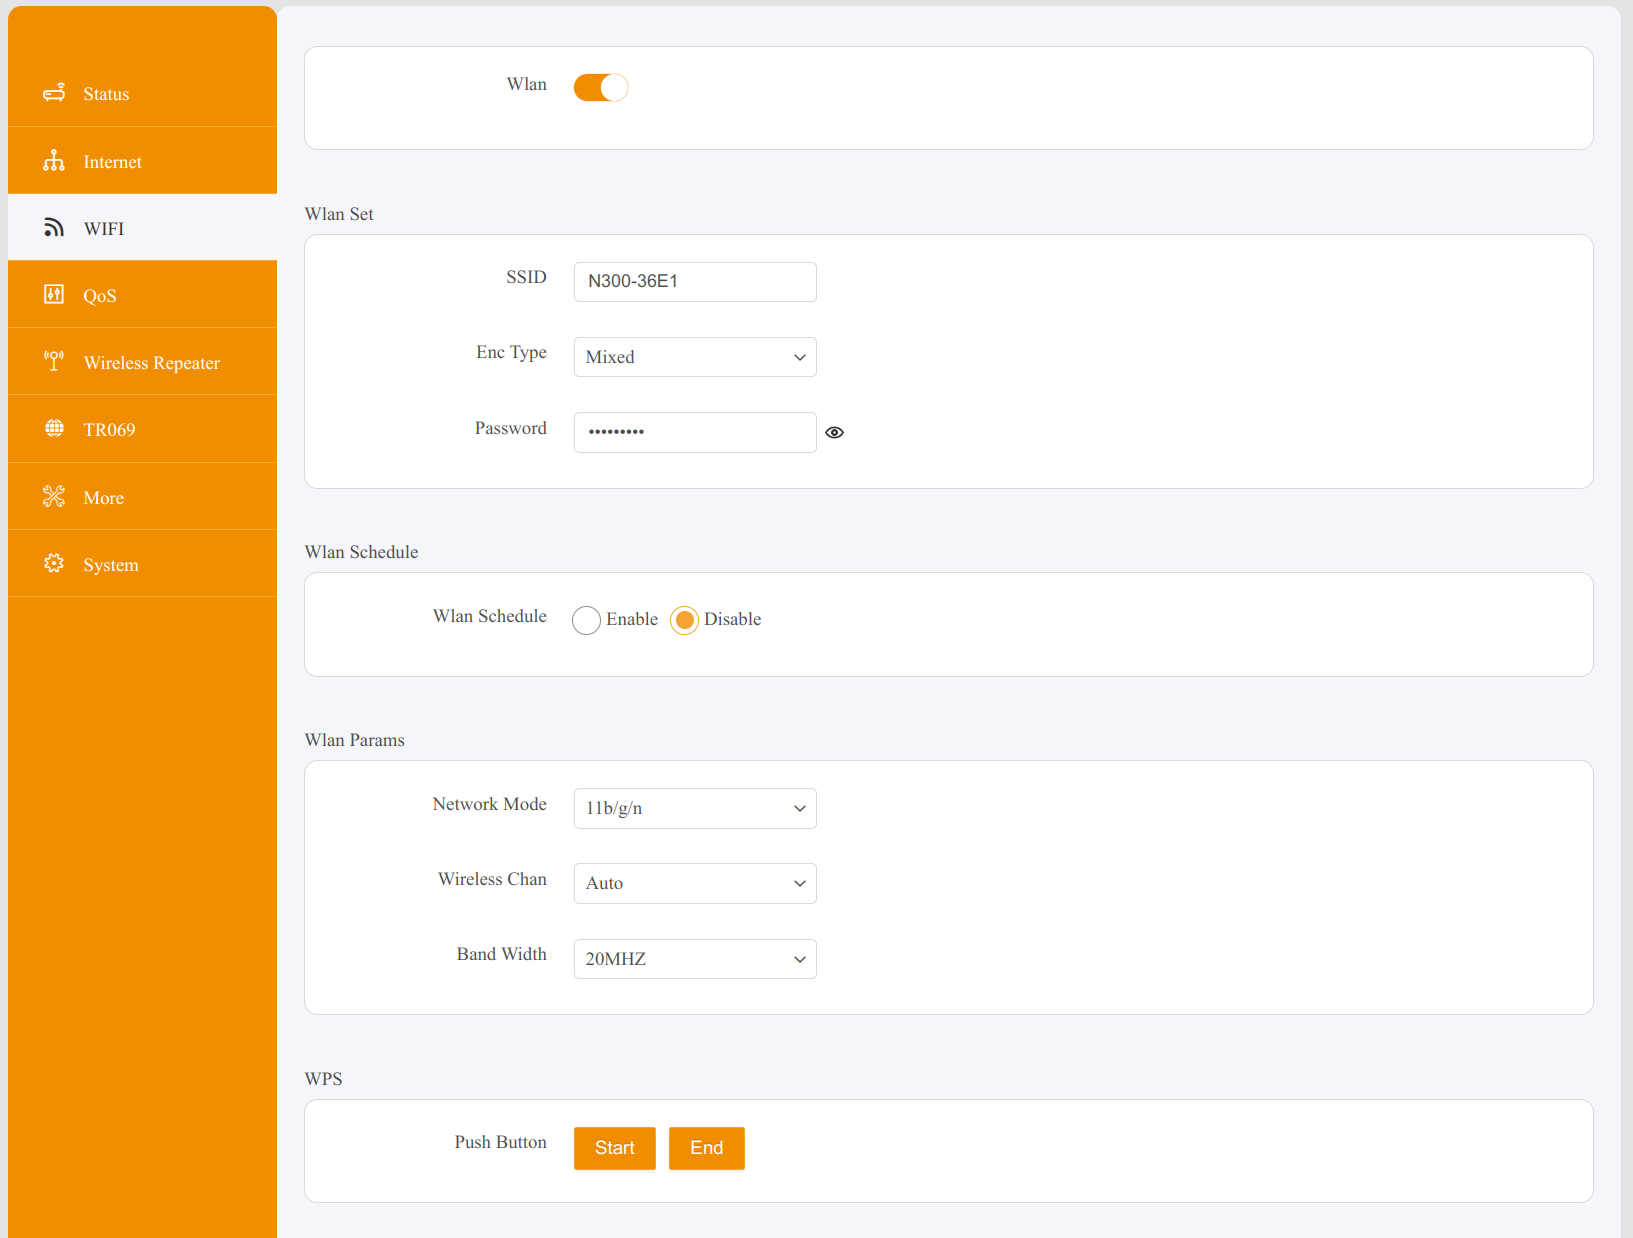 Status
Internet
WIFI
QoS
Wireless Repeater
TR069
More
System
Wlan
Wlan Set
SSID N300-36E1
Enc Type Mixed
Password •••••••••
Wlan Schedule
Wlan Schedule Enable Disable
Wlan Params
Network Mode 11b/g/n
Wireless Chan Auto
Band Width 20MHZ
WPS
Push Button Start End